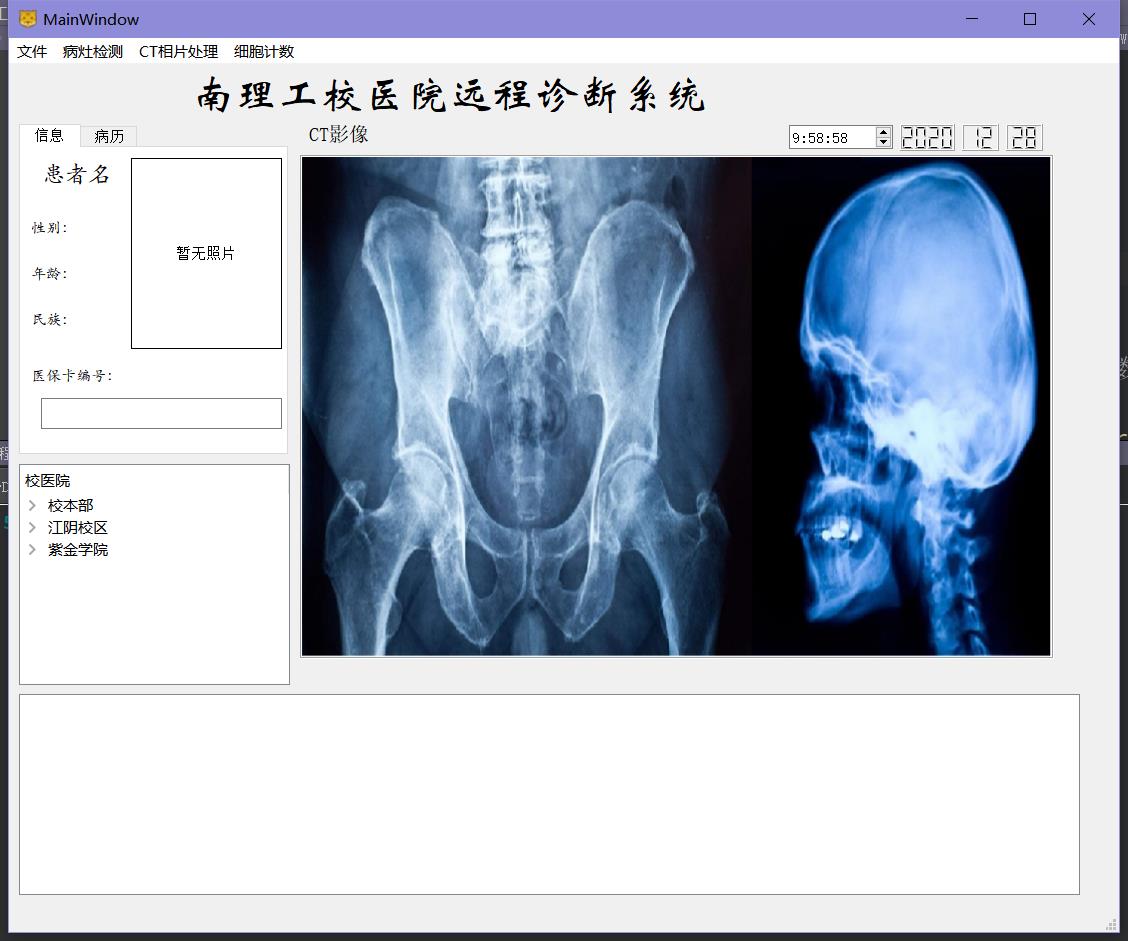 MainWindow
文件 病灶检测 CT相片处理 细胞计数
南理工校医院远程诊断系统
信息 病历
CT影像
9:58:58 2020 12 28
患者名
性别：
暂无照片
年龄：
民族：
医保卡编号：
校医院
校本部
江阴校区
紫金学院